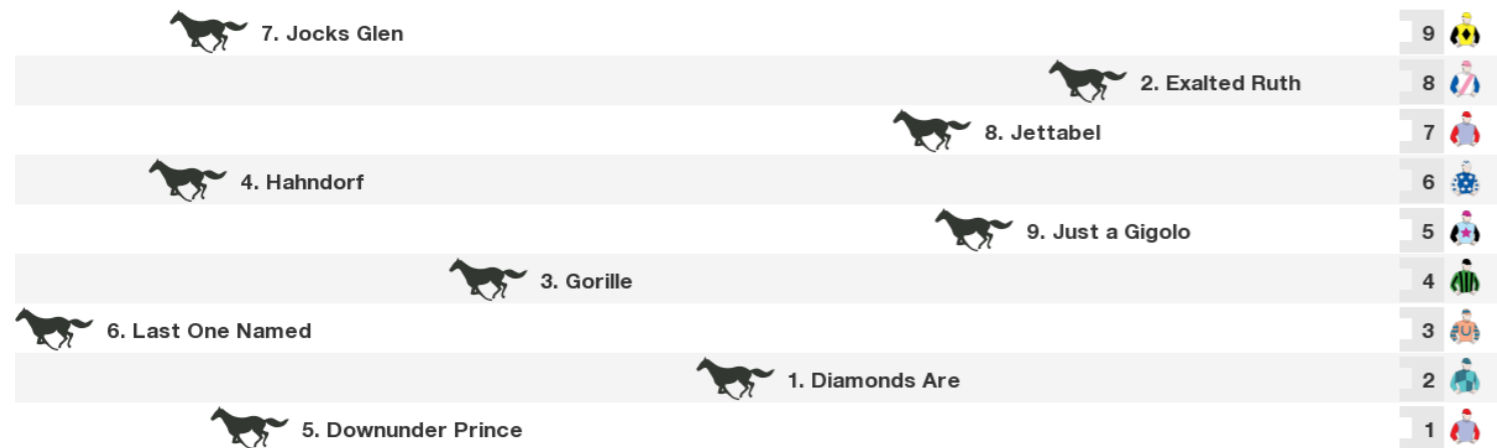 7. Jocks Glen 9
2. Exalted Ruth 8
8. Jettabel 7
4. Hahndorf 6
9. Just a Gigolo 5
3. Gorille 4
6. Last One Named 3
1. Diamonds Are 2
5. Downunder Prince 1